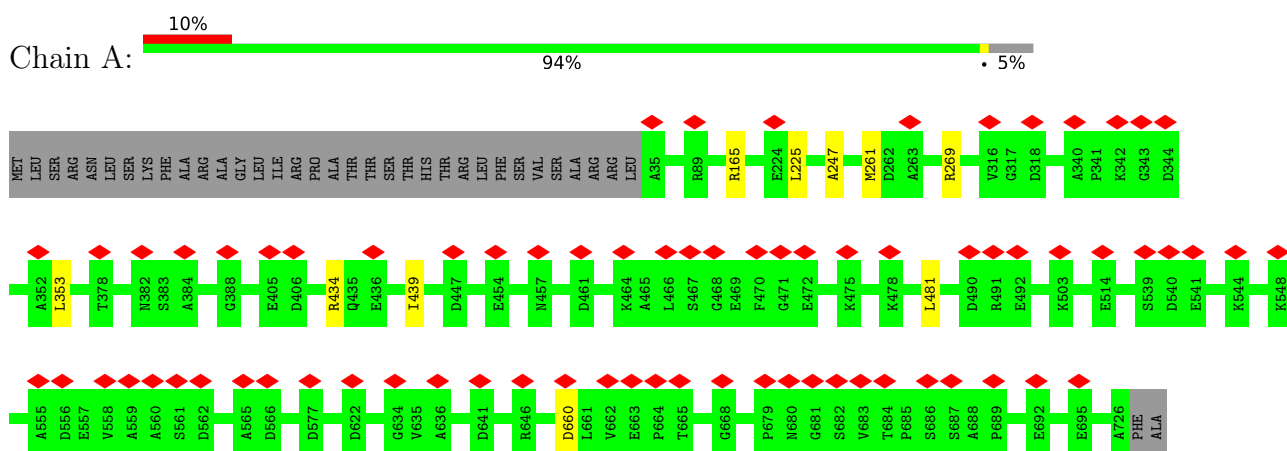 10%
Chain A:
94%
• 5%
MET LEU SER ARG ASN LEU SER LYS PHE ALA ARG ALA GLY LEU ILE ARG PRO ALA THR THR SER THR HIS THR ARG LEU PHE SER VAL SER ALA ARG ARG LEU A35 R89 R165 E224 L225 A247 M261 D262 A263 R269 V316 G317 D318 A340 P341 K342 G343 D344
A352 L353 T378 N382 S383 A384 G388 E405 D406 R434 Q435 E436 I439 D447 E454 N457 D461 K464 A465 L466 S467 G468 E469 F470 G471 E472 K475 K478 L481 D490 R491 E492 K503 E514 S539 D540 E541 K544 K548
A555 D556 E557 V558 A559 A560 S561 D562 A565 D566 D577 D622 G634 V635 A636 D641 R646 D660 L661 V662 E663 P664 T665 G668 P679 N680 G681 S682 V683 T684 P685 S686 S687 A688 P689 E692 E695 A726 PHE ALA